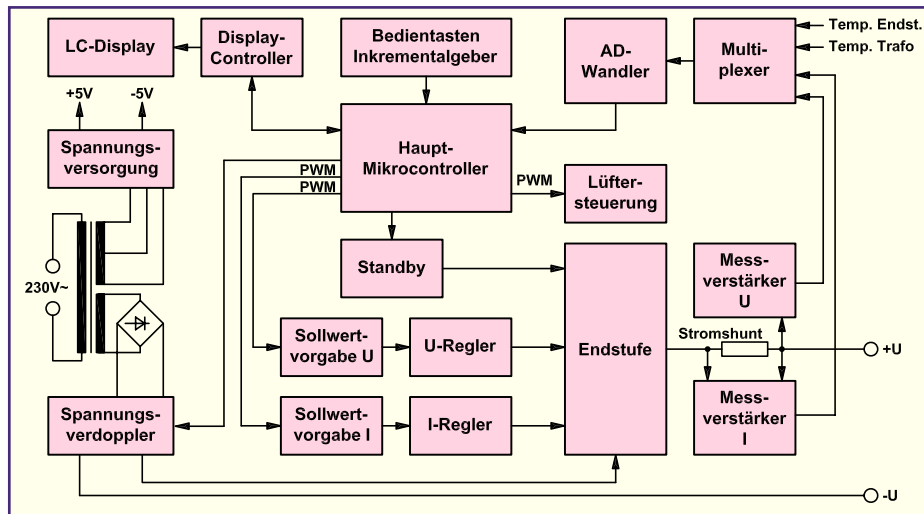 LC-Display
Display-
Controller
Bedientasten
Inkrementalgeber
AD-
Wandler
Multi-
plexer
Temp. Endst.
Temp. Trafo
+5V
-5V
Spannungs-
versorgung
Haupt-
Mikrocontroller
PWM
PWM
PWM
Lüfter-
steuerung
230V~
Standby
Mess-
verstärker
U
Sollwert-
vorgabe U
U-Regler
Endstufe
Stromshunt
+U
Spannungs-
verdoppler
Sollwert-
vorgabe I
I-Regler
Mess-
verstärker
I
-U